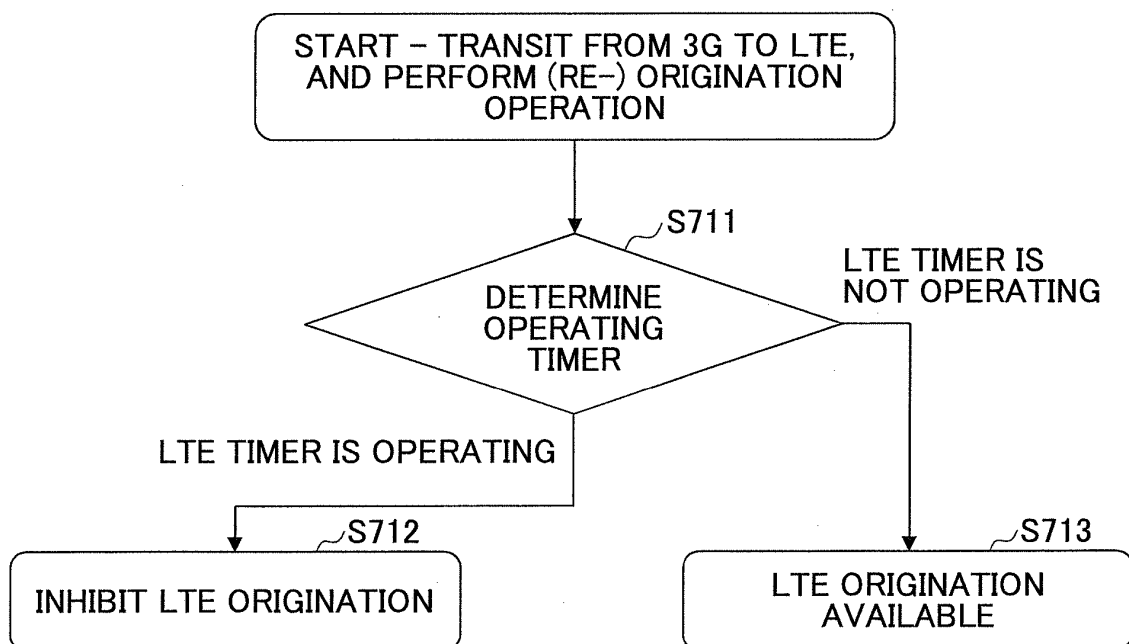 START – TRANSIT FROM 3G TO LTE,
AND PERFORM (RE-) ORIGINATION
OPERATION
S711
DETERMINE
OPERATING
TIMER
LTE TIMER IS
NOT OPERATING
LTE TIMER IS OPERATING
S712
INHIBIT LTE ORIGINATION
S713
LTE ORIGINATION
AVAILABLE